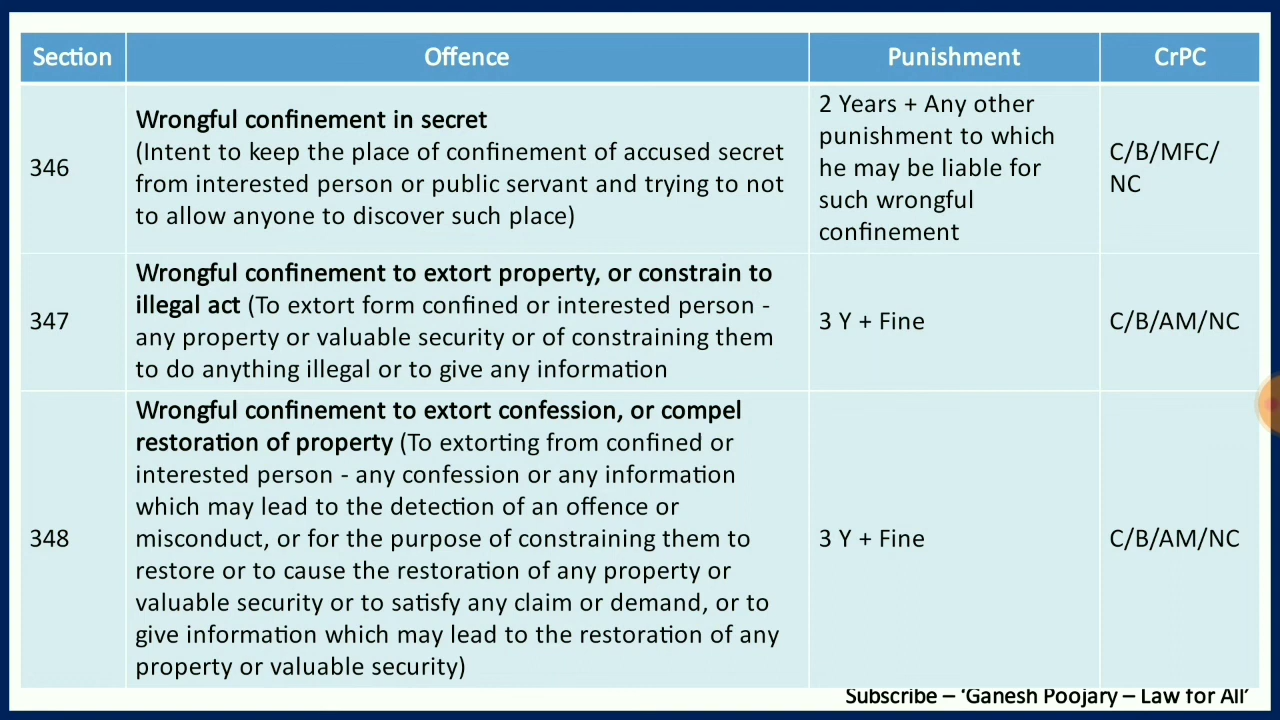 Section Offence Punishment CrPC
346
Wrongful confinement in secret
(Intent to keep the place of confinement of accused secret
from interested person or public servant and trying to not
to allow anyone to discover such place)
2 Years + Any other
punishment to which
he may be liable for
such wrongful
confinement
C/B/MFC/
NC
347
Wrongful confinement to extort property, or constrain to
illegal act (To extort form confined or interested person -
any property or valuable security or of constraining them
to do anything illegal or to give any information
3 Y + Fine
C/B/AM/NC
348
Wrongful confinement to extort confession, or compel
restoration of property (To extorting from confined or
interested person - any confession or any information
which may lead to the detection of an offence or
misconduct, or for the purpose of constraining them to
restore or to cause the restoration of any property or
valuable security or to satisfy any claim or demand, or to
give information which may lead to the restoration of any
property or valuable security)
3 Y + Fine
C/B/AM/NC
Subscribe – 'Ganesh Poojary – Law for All'